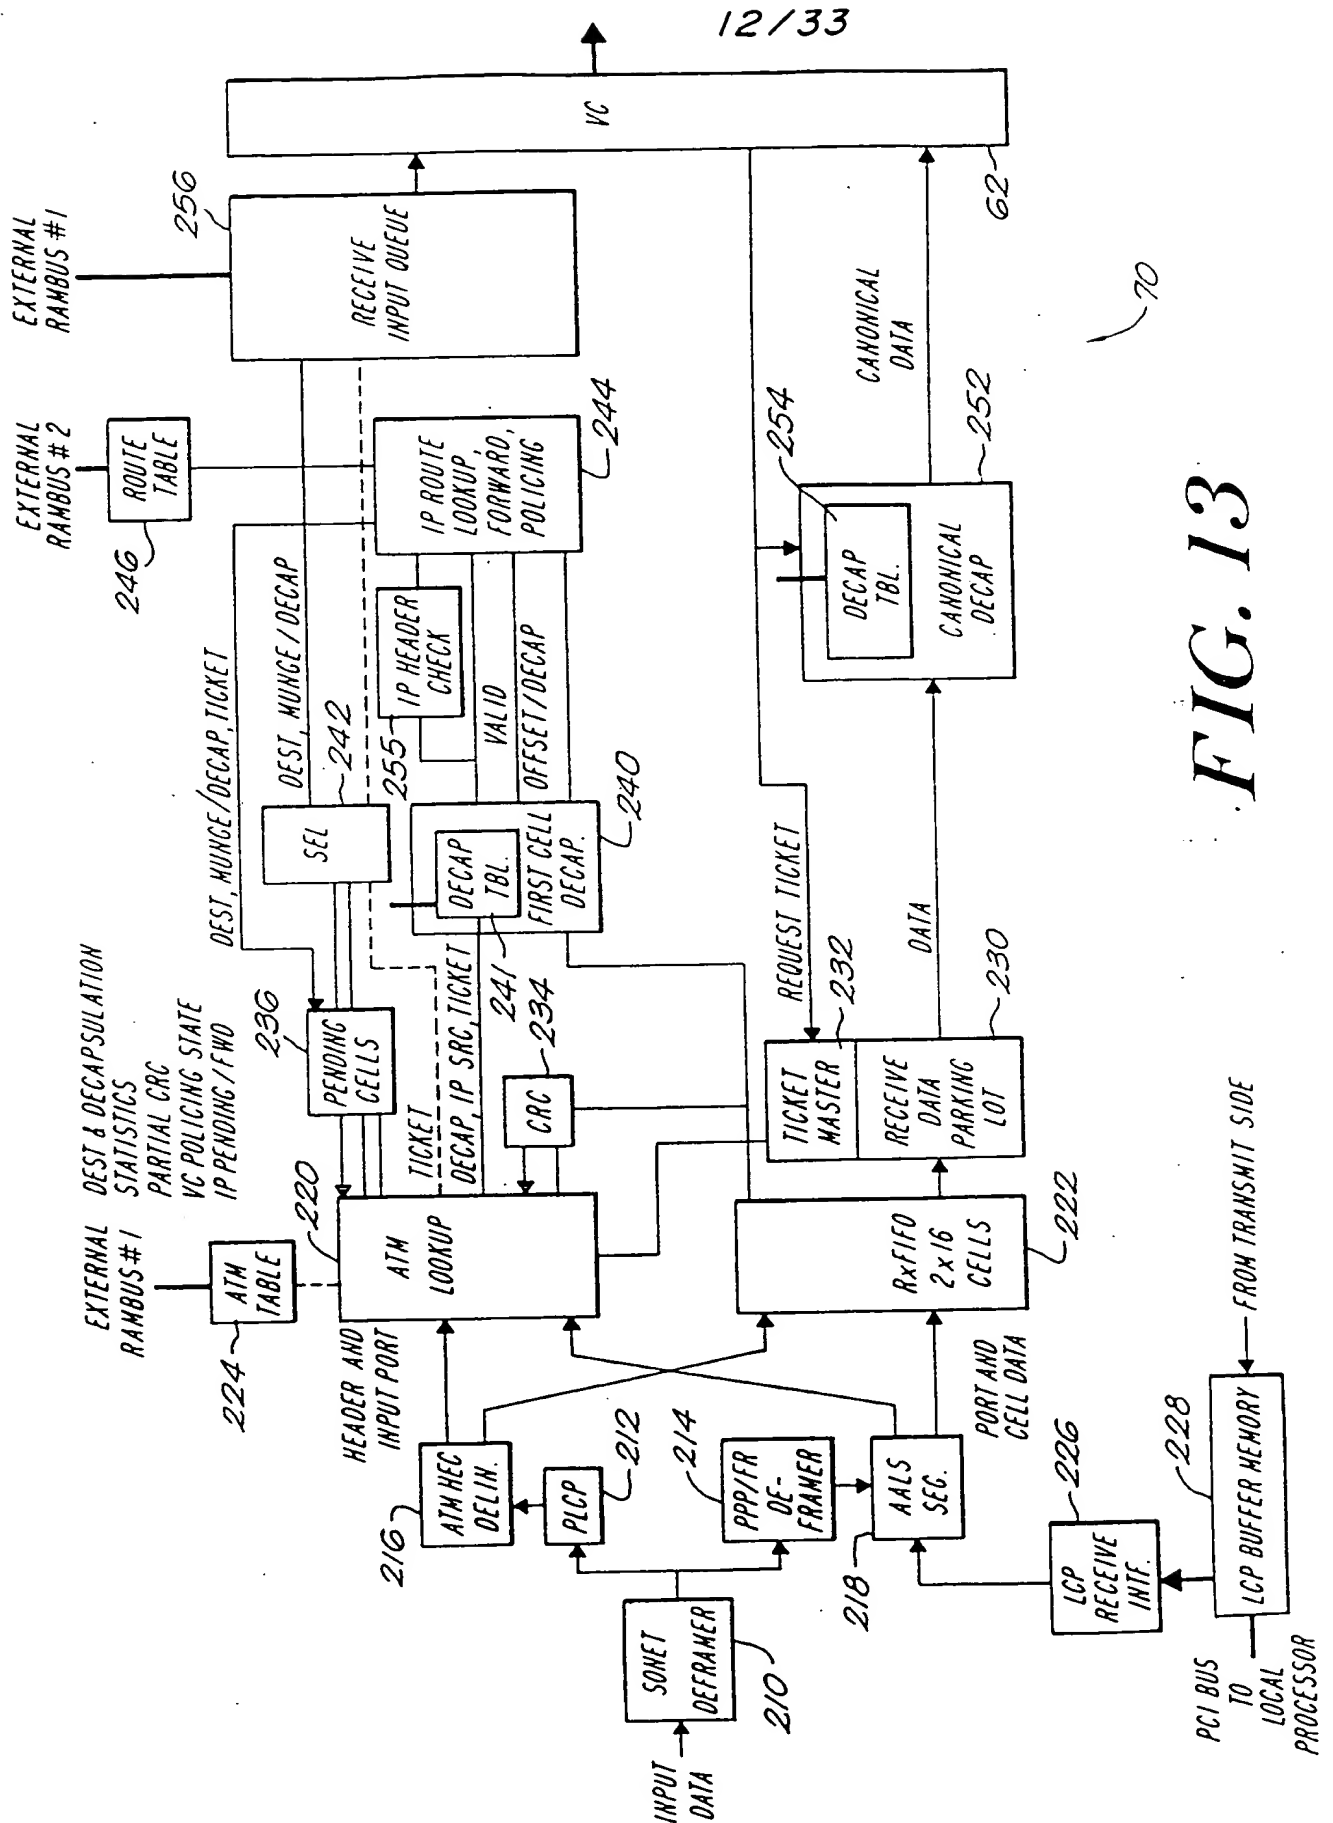 12/33
EXTERNAL
RAMBUS #1
256
RECEIVE
INPUT QUEUE
VC
62
EXTERNAL
RAMBUS #2
ROUTE
TABLE
246
IP ROUTE
LOOKUP,
FORWARD,
POLICING
244
DEST, MUNGE/DECAP, TICKET
DEST, MUNGE/DECAP
SEL
242
IP HEADER
CHECK
255
VALID
OFFSET/DECAP
DECAP
TBL.
FIRST CELL
DECAP.
240
241
DEST & DECAPSULATION
STATISTICS
PARTIAL CRC
VC POLICING STATE
IP PENDING/FWD
236
PENDING
CELLS
TICKET
DECAP, IP SRC, TICKET
CRC
234
EXTERNAL
RAMBUS #1
ATM
TABLE
224
220
ATM
LOOKUP
HEADER AND
INPUT PORT
ATM HEC
DELIN.
216
PLCP
212
PPP/FR
DE-
FRAMER
214
AAL5
SEG.
218
PORT AND
CELL DATA
RxFIFO
2x16
CELLS
222
TICKET
MASTER
232
RECEIVE
DATA
PARKING
LOT
230
REQUEST TICKET
DATA
DECAP
TBL.
254
CANONICAL
DECAP
252
CANONICAL
DATA
70
SONET
DEFRAMER
210
INPUT
DATA
LCP
RECEIVE
INTF.
226
LCP BUFFER MEMORY
228
FROM TRANSMIT SIDE
PCI BUS
TO
LOCAL
PROCESSOR
FIG. 13